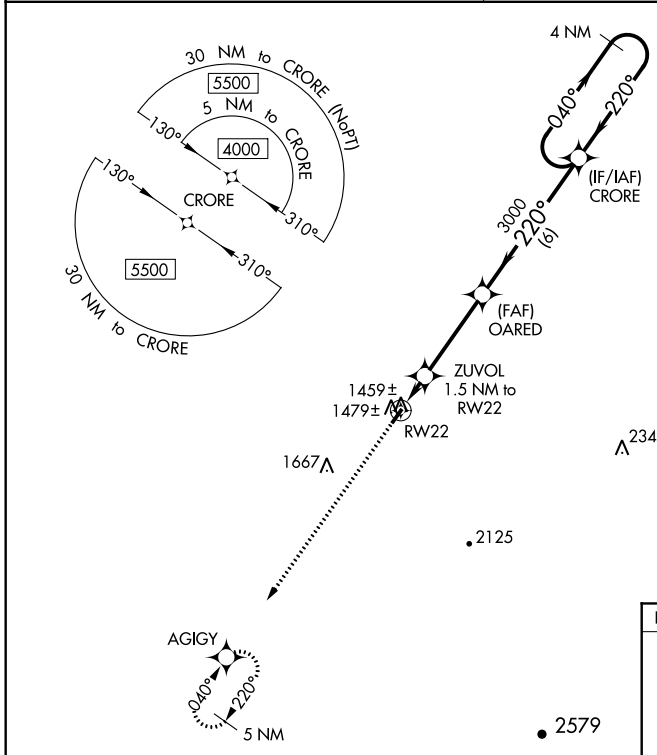 4 NM
30 NM to CRORE (NoPT)
5500
5 NM to CRORE
4000
130°
310°
CRORE
130°
310°
5500
30 NM to CRORE
040°
220°
(IF/IAF)
CRORE
3000
220°
(6)
(FAF)
OARED
ZUVOL
1.5 NM to
RW22
1459±
1479±
RW22
1667
234
2125
AGIGY
040°
220°
5 NM
2579